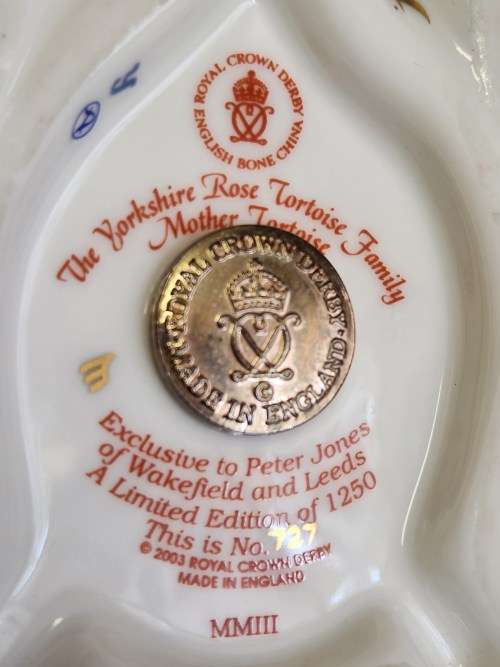 ROYAL CROWN DERBY
ENGLISH BONE CHINA
The Yorkshire Rose Tortoise Family
Mother Tortoise
ROYAL CROWN DERBY
MADE IN ENGLAND
G
Exclusive to Peter Jones
of Wakefield and Leeds
A Limited Edition of 1250
This is No. 727
© 2003 ROYAL CROWN DERBY
MADE IN ENGLAND
MMIII